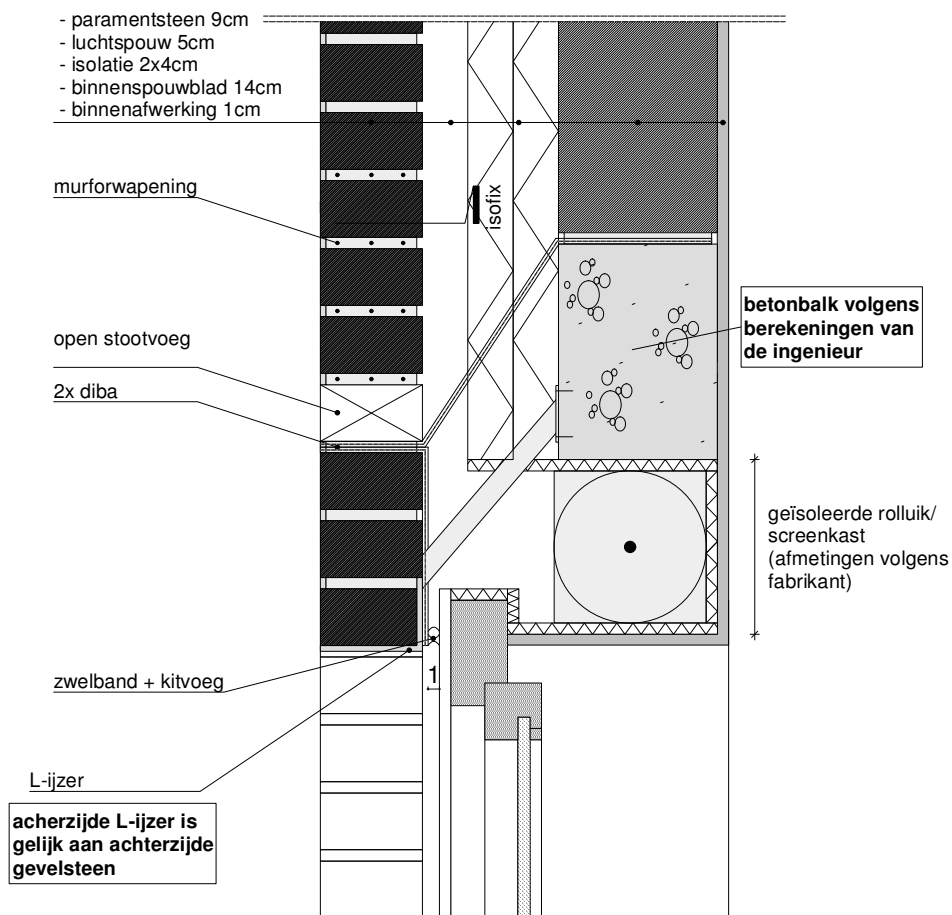 - paramentsteen 9cm
- luchtspouw 5cm
- isolatie 2x4cm
- binnenspouwblad 14cm
- binnenafwerking 1cm
murforwapening
isofix
open stootvoeg
2x diba
betonbalk volgens
berekeningen van
de ingenieur
geïsoleerde rolluik/
screenkast
(afmetingen volgens
fabrikant)
zwelband + kitvoeg
1
L-ijzer
acherzijde L-ijzer is
gelijk aan achterzijde
gevelsteen